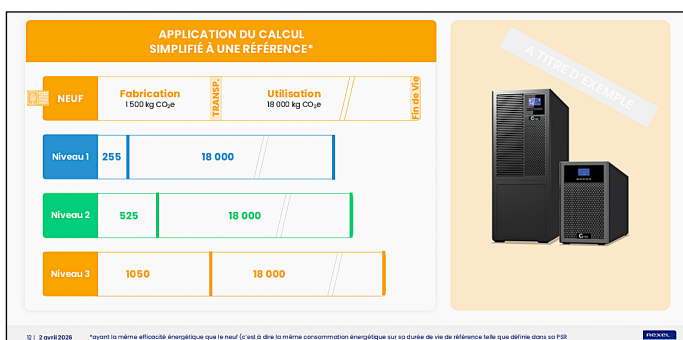 APPLICATION DU CALCUL
SIMPLIFIÉ À UNE RÉFÉRENCE*
NEUF
Fabrication
1 500 kg CO₂e
TRANSP.
Utilisation
18 000 kg CO₂e
Fin de Vie
Niveau 1
255
18 000
Niveau 2
525
18 000
Niveau 3
1050
18 000
A TITRE D'EXEMPLE
12 | 2 avril 2026
*ayant la même efficacité énergétique que le neuf (c'est à dire la même consommation énergétique sur sa durée de vie de référence telle que définie dans sa PSR
REXEL